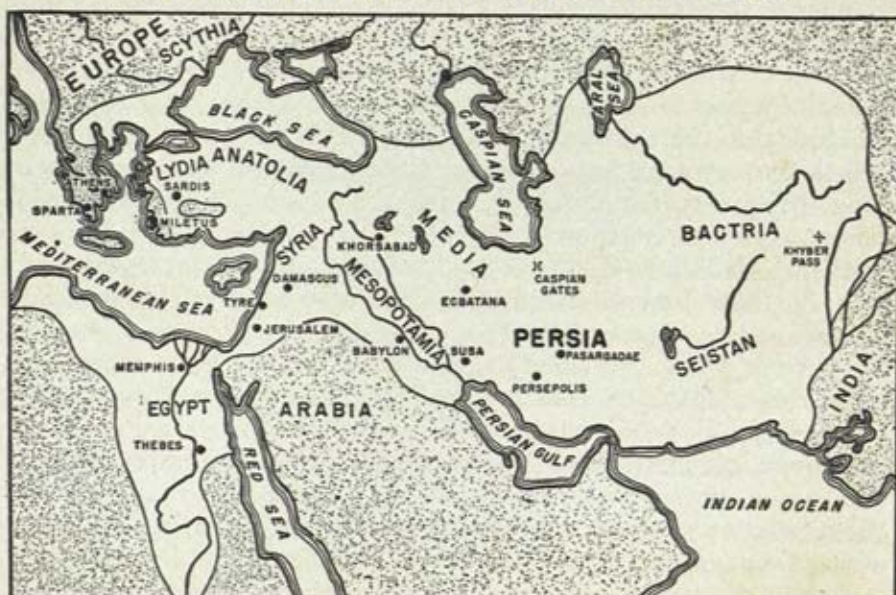 EUROPE
SCYTHIA
BLACK SEA
CASPIAN SEA
ARAL SEA
LYDIA
ANATOLIA
ATHENS
SARDIS
SPARTA
MILETUS
MEDITERRANEAN SEA
SYRIA
KHORSABAD
MEDIA
BACTRIA
KHYBER
PASS
CASPIAN
GATES
DAMASCUS
MESOPOTAMIA
ECBATANA
TYRE
JERUSALEM
BABYLON
SUSA
PERSIA
PASARGADAE
SEISTAN
MEMPHIS
PERSEPOLIS
INDIA
EGYPT
ARABIA
PERSIAN GULF
THEBES
RED SEA
INDIAN OCEAN